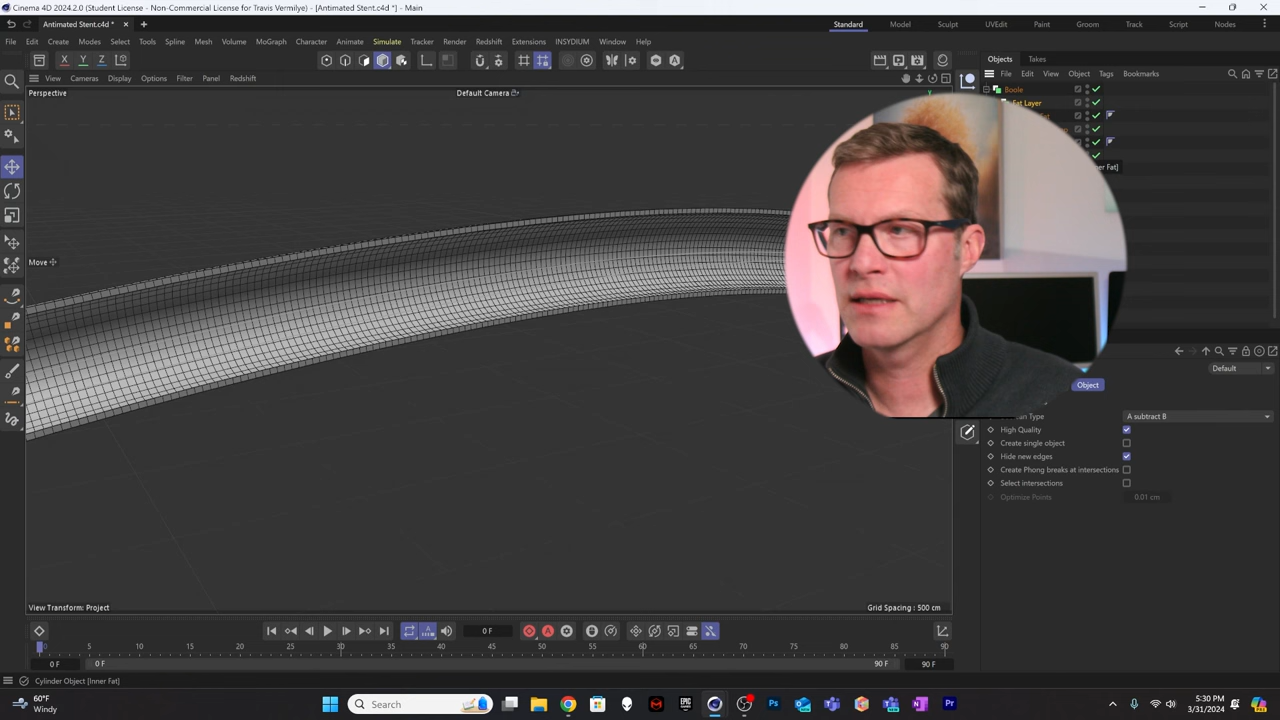 Cinema 4D 2024.2.0 (Student License - Non-Commercial License for Travis Vermilye) - [Antimated Stent.c4d *] - Main
Antimated Stent.c4d *
Standard Model Sculpt UVEdit Paint Groom Track Script Nodes
File Edit Create Modes Select Tools Spline Mesh Volume MoGraph Character Animate Simulate Tracker Render Redshift Extensions INSYDIUM Window Help
X Y Z
Objects Takes
View Cameras Display Options Filter Panel Redshift
File Edit View Object Tags Bookmarks
Perspective
Default Camera
Y
Boole
Fat Layer
ner Fat]
Move
Default
Object
Type
A subtract B
High Quality
Create single object
Hide new edges
Create Phong breaks at intersections
Select intersections
Optimize Points
0.01 cm
View Transform: Project
Grid Spacing : 500 cm
0 F
0 5 10 15 20 25 30 35 40 45 50 55 60 65 70 75 80 85 90
0 F
0 F
90 F
90 F
Cylinder Object [Inner Fat]
60°F
Windy
Search
5:30 PM
3/31/2024